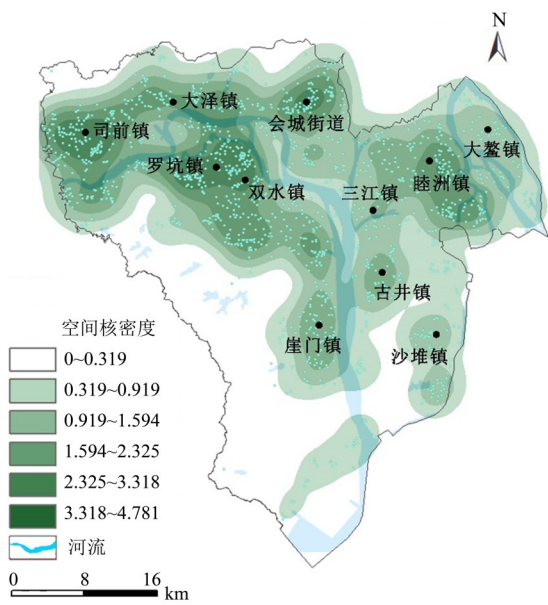 N
大泽镇
会城街道
司前镇
大鳌镇
罗坑镇
睦洲镇
双水镇
三江镇
古井镇
崖门镇
沙堆镇
空间核密度
0~0.319
0.319~0.919
0.919~1.594
1.594~2.325
2.325~3.318
3.318~4.781
河流
0 8 16
km